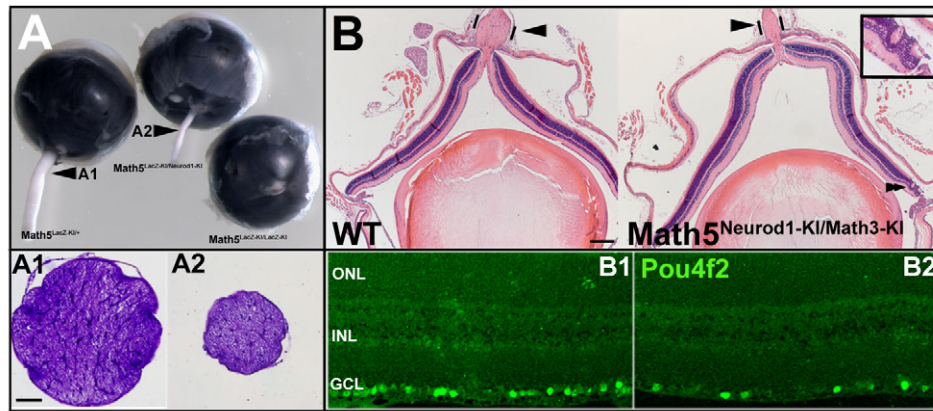 A
B
A2
Math5LacZ-KI/Neurod1-KI
A1
Math5LacZ-KI/+
Math5LacZ-KI/LacZ-KI
WT
Math5Neurod1-KI/Math3-KI
A1
A2
ONL
B1
Pou4f2
B2
INL
GCL